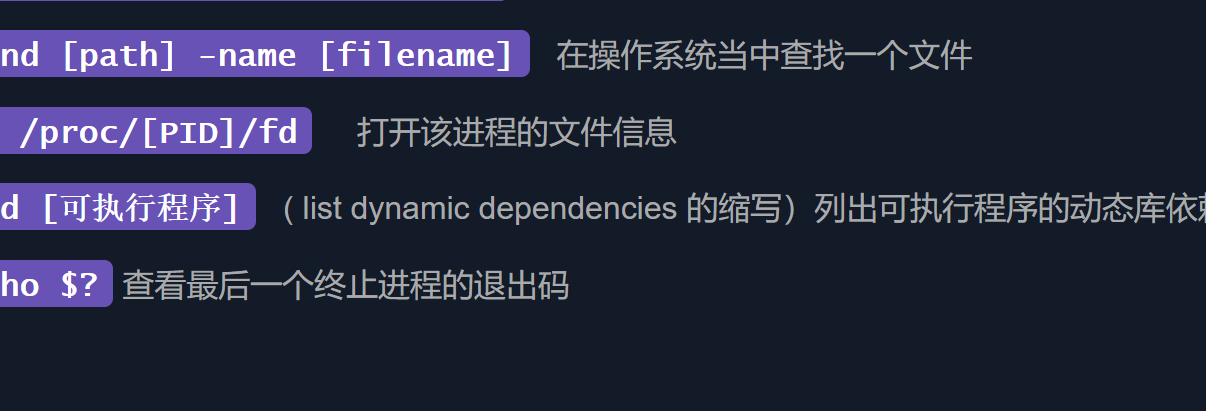 nd [path] -name [filename] 在操作系统当中查找一个文件
/proc/[PID]/fd 打开该进程的文件信息
d [可执行程序] （ list dynamic dependencies 的缩写）列出可执行程序的动态库依
ho $? 查看最后一个终止进程的退出码